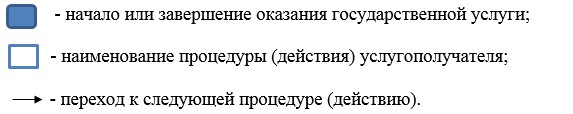 - начало или завершение оказания государственной услуги;
- наименование процедуры (действия) услугополучателя;
- переход к следующей процедуре (действию).